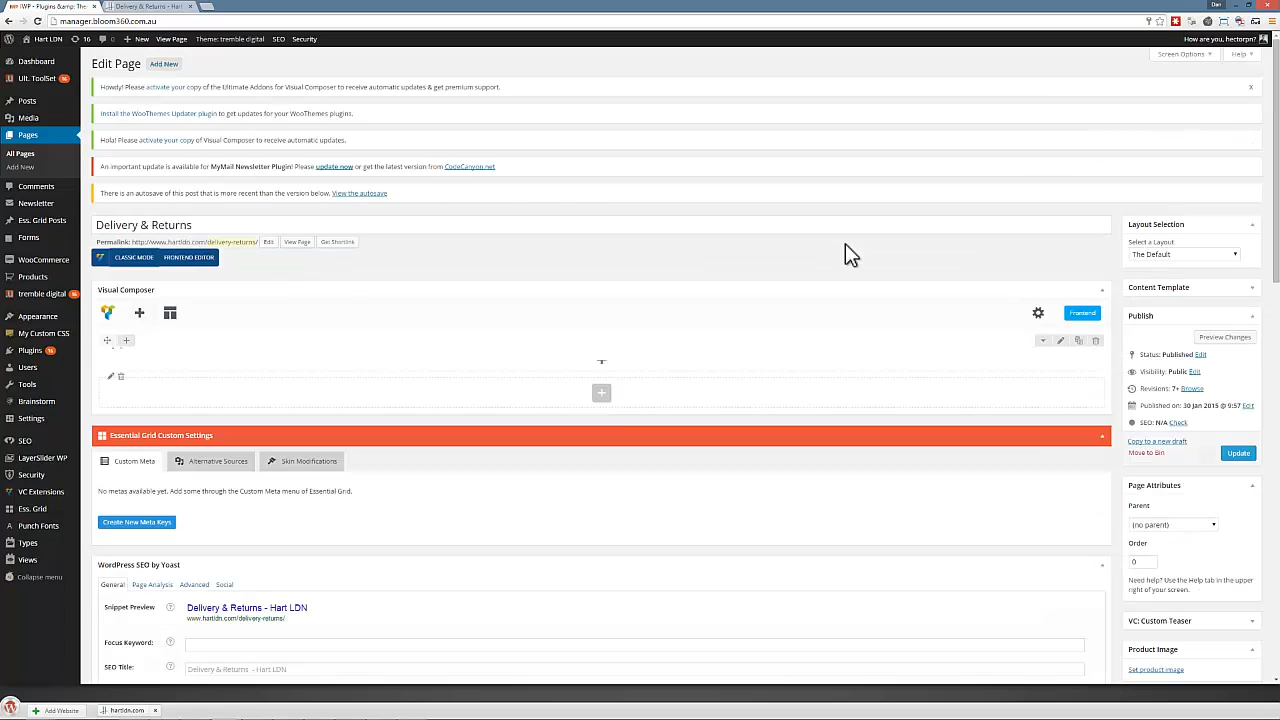 IWP - Plugins &amp; The
Delivery & Returns - Hart
Dan
manager.bloom360.com.au
Hart LDN
16
0
New
View Page
Theme: tremble digital
SEO
Security
How are you, hectorpn?
Dashboard
Ult. ToolSet
Posts
Media
Pages
All Pages
Add New
Comments
Newsletter
Ess. Grid Posts
Forms
WooCommerce
Products
tremble digital
Appearance
My Custom CSS
Plugins 16
Users
Tools
Brainstorm
Settings
SEO
LayerSlider WP
Security
VC Extensions
Ess. Grid
Punch Fonts
Types
Views
Collapse menu
Edit Page
Add New
Screen Options
Help
Howdy! Please activate your copy of the Ultimate Addons for Visual Composer to receive automatic updates & get premium support.
x
Install the WooThemes Updater plugin to get updates for your WooThemes plugins.
Hola! Please activate your copy of Visual Composer to receive automatic updates.
An important update is available for MyMail Newsletter Plugin! Please update now or get the latest version from CodeCanyon.net
There is an autosave of this post that is more recent than the version below. View the autosave
Delivery & Returns
Permalink: http://www.hartldn.com/delivery-returns/
Edit
View Page
Get Shortlink
CLASSIC MODE
FRONTEND EDITOR
Visual Composer
Frontend
Essential Grid Custom Settings
Custom Meta
Alternative Sources
Skin Modifications
No metas available yet. Add some through the Custom Meta menu of Essential Grid.
Create New Meta Keys
WordPress SEO by Yoast
General
Page Analysis
Advanced
Social
Snippet Preview
Delivery & Returns - Hart LDN
www.hartldn.com/delivery-returns/
Focus Keyword:
SEO Title:
Delivery & Returns - Hart LDN
Layout Selection
Select a Layout
The Default
Content Template
Publish
Preview Changes
Status: Published Edit
Visibility: Public Edit
Revisions: 7+ Browse
Published on: 30 Jan 2015 @ 9:57 Edit
SEO: N/A Check
Copy to a new draft
Move to Bin
Update
Page Attributes
Parent
(no parent)
Order
0
Need help? Use the Help tab in the upper
right of your screen.
VC: Custom Teaser
Product Image
Set product image
Add Website
hartldn.com
x